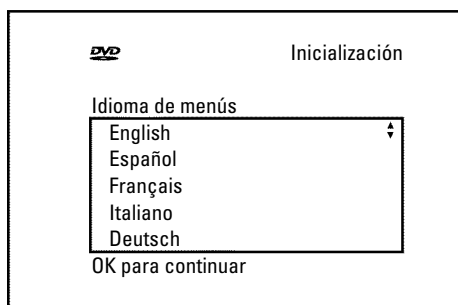 DVD Inicialización
Idioma de menús
English
Español
Français
Italiano
Deutsch
OK para continuar